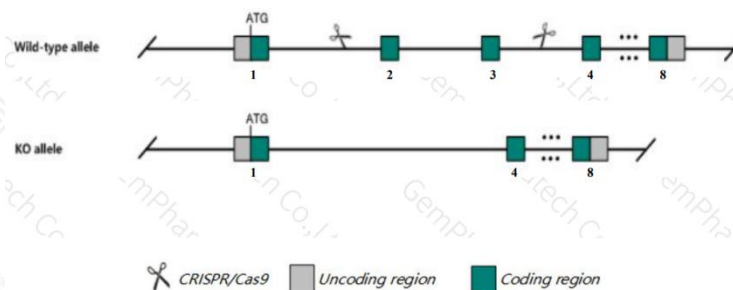 ATG
Wild-type allele
1 2 3 4 8
ATG
KO allele
1 4 8
CRISPR/Cas9 Uncoding region Coding region